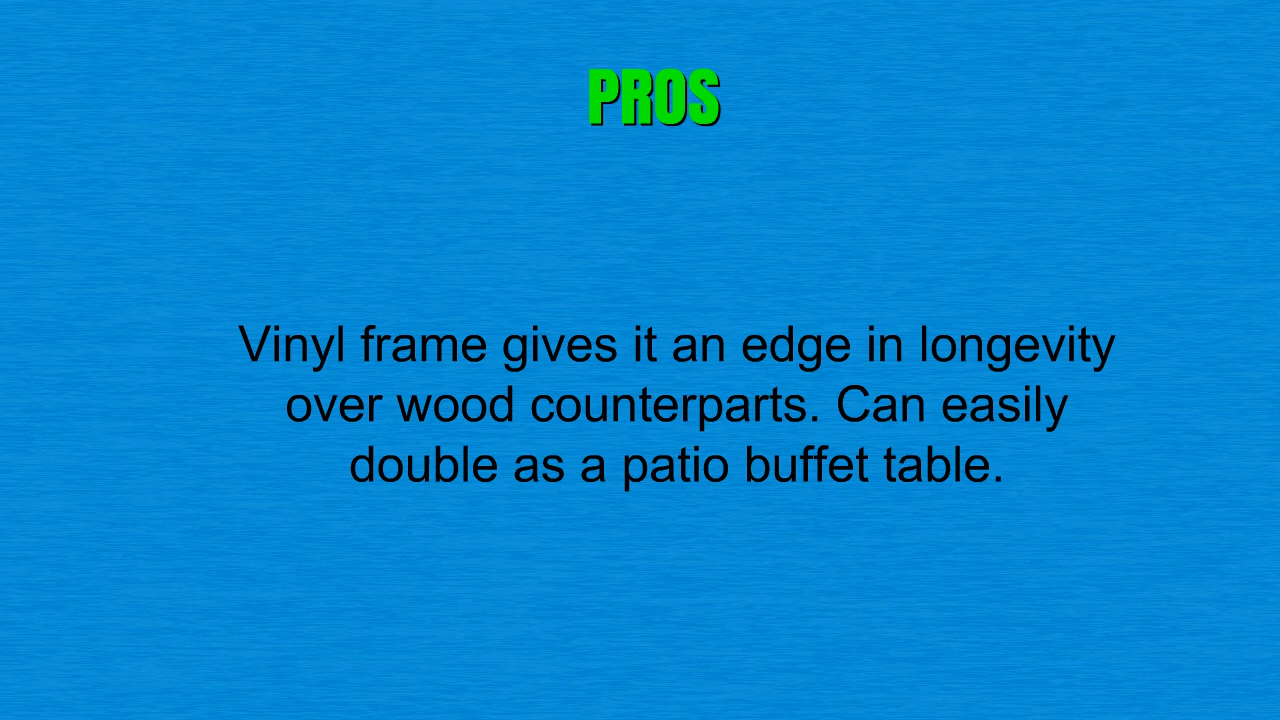 PROS
Vinyl frame gives it an edge in longevity
over wood counterparts. Can easily
double as a patio buffet table.